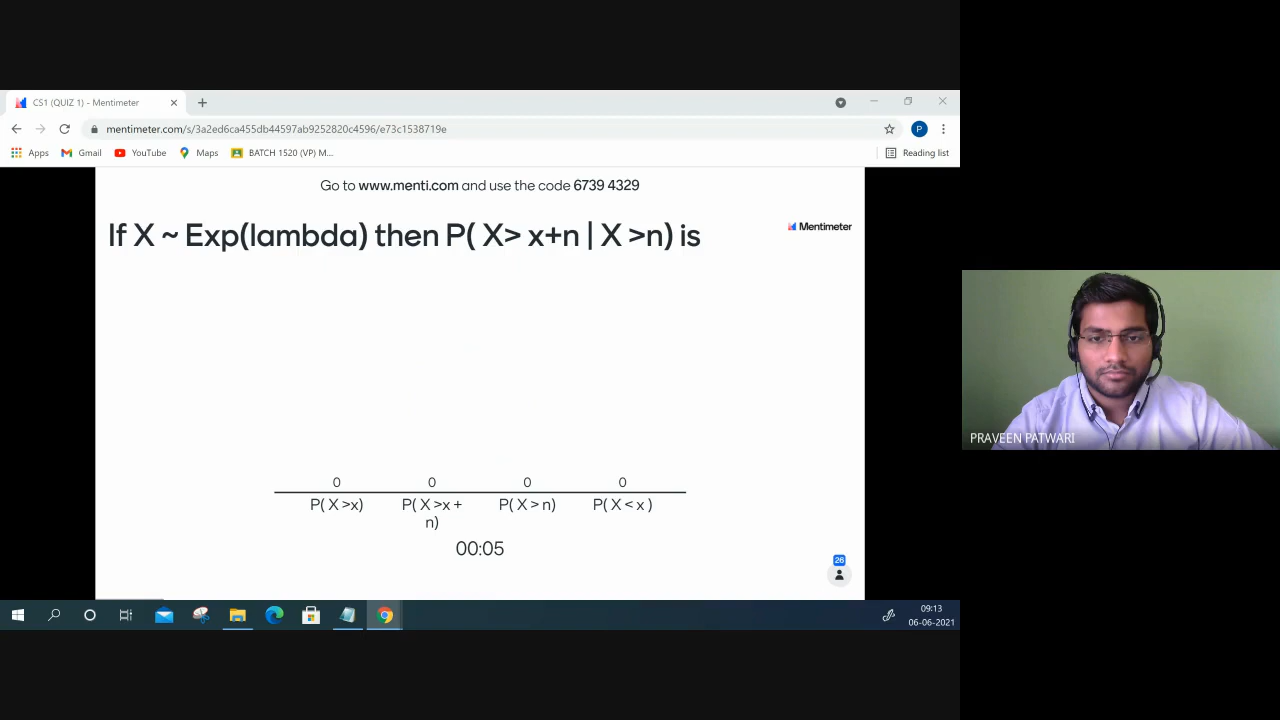 CS1 (QUIZ 1) - Mentimeter
mentimeter.com/s/3a2ed6ca455db44597ab9252820c4596/e73c1538719e
P
Apps Gmail YouTube Maps BATCH 1520 (VP) M... Reading list
Go to www.menti.com and use the code 6739 4329
If X ~ Exp(lambda) then P( X> x+n | X >n) is
Mentimeter
0 0 0 0
P( X >x) P( X >x + n) P( X > n) P( X < x )
00:05
26
PRAVEEN PATWARI
09:13
06-06-2021